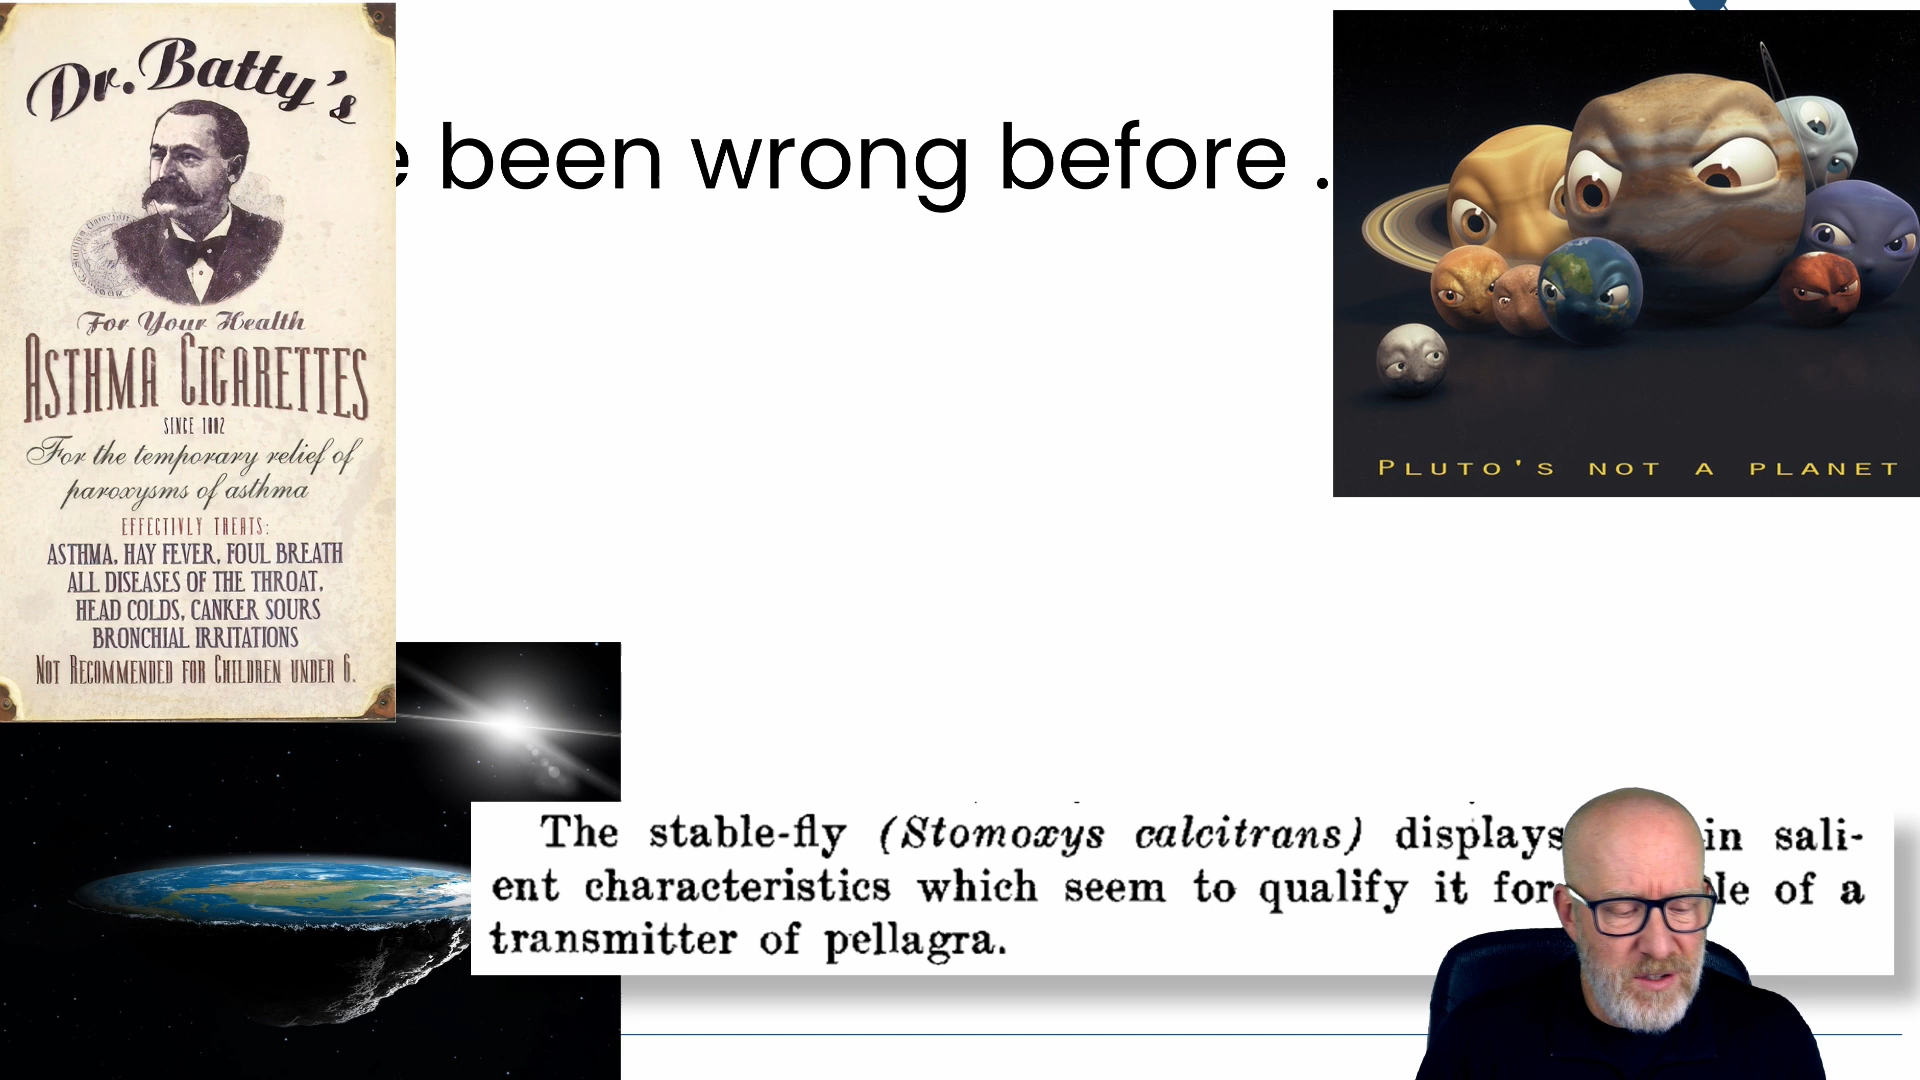 Dr. Batty's
For Your Health
ASTHMA CIGARETTES
SINCE 1882
For the temporary relief of
paroxysms of asthma
EFFECTIVLY TREATS:
ASTHMA, HAY FEVER, FOUL BREATH
ALL DISEASES OF THE THROAT,
HEAD COLDS, CANKER SOURS
BRONCHIAL IRRITATIONS
NOT RECOMMENDED FOR CHILDREN UNDER 6.
e been wrong before .
PLUTO'S NOT A PLANET
The stable-fly (Stomoxys calcitrans) displays in sali-
ent characteristics which seem to qualify it for of a
transmitter of pellagra.